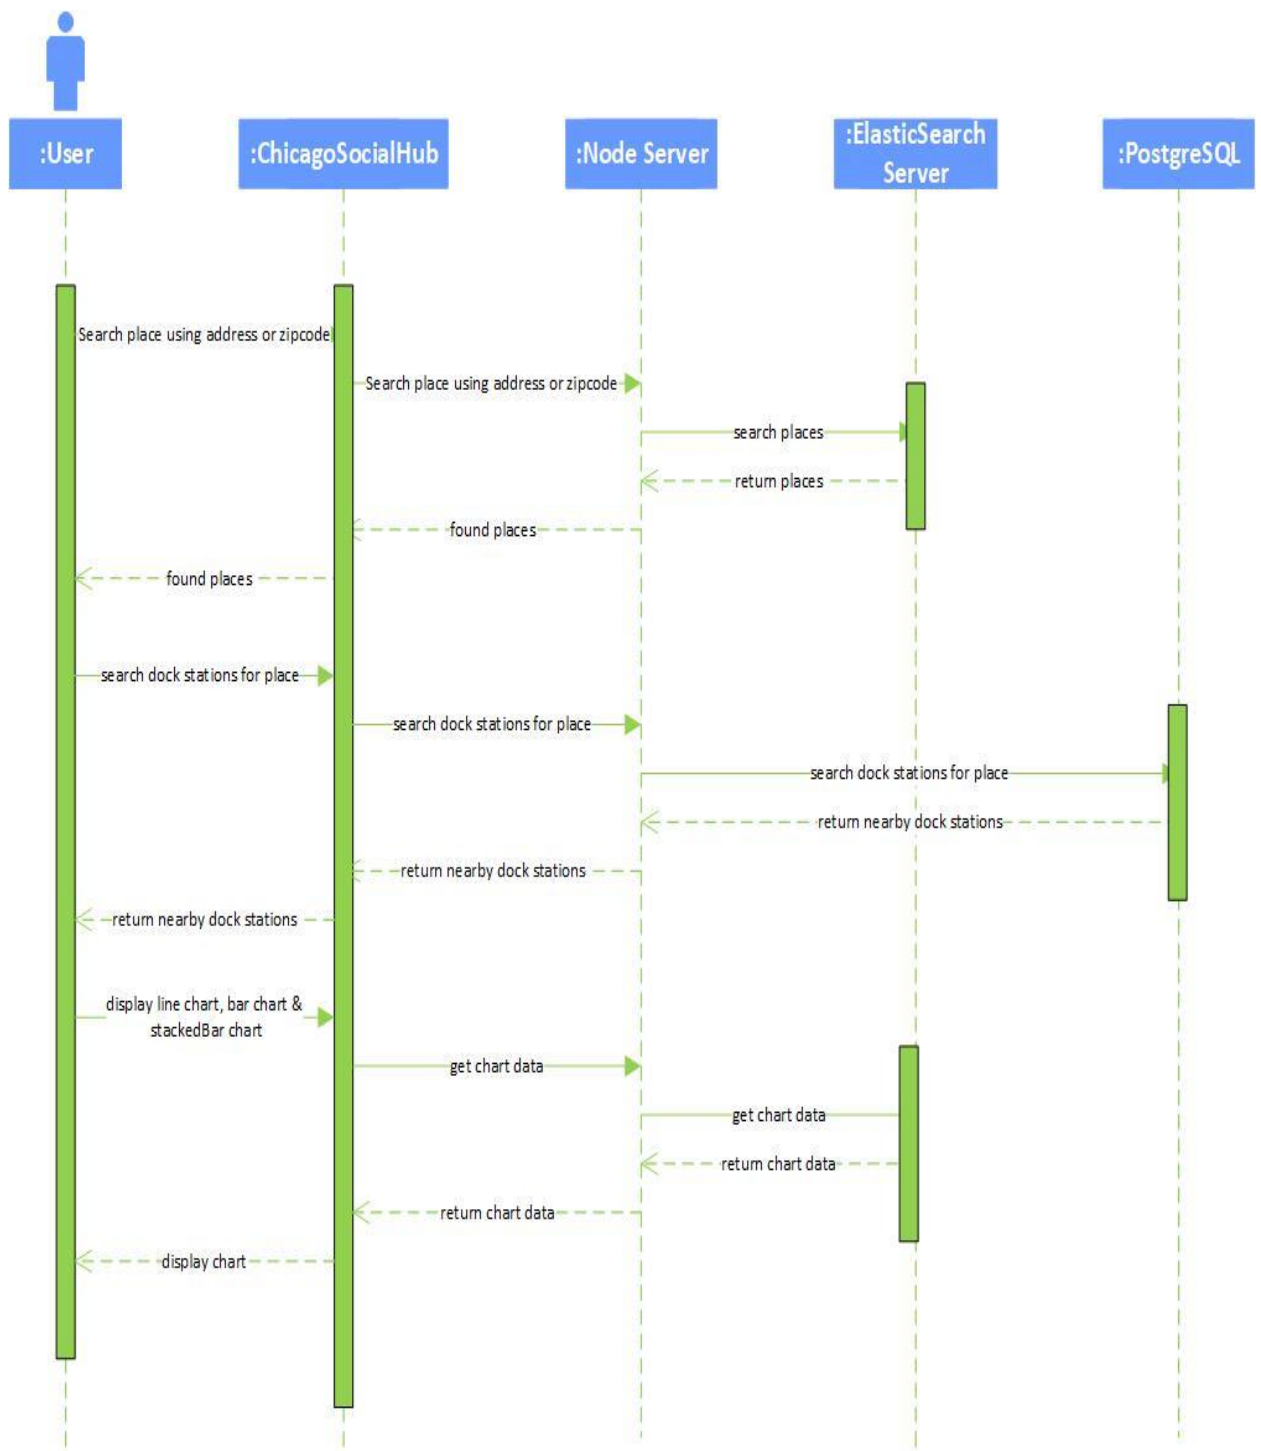 :User
:ChicagoSocialHub
:Node Server
:ElasticSearch
Server
:PostgreSQL
Search place using address or zipcode
Search place using address or zipcode
search places
return places
found places
found places
search dock stations for place
search dock stations for place
search dock stations for place
return nearby dock stations
return nearby dock stations
return nearby dock stations
display line chart, bar chart &
stackedBar chart
get chart data
get chart data
return chart data
return chart data
display chart